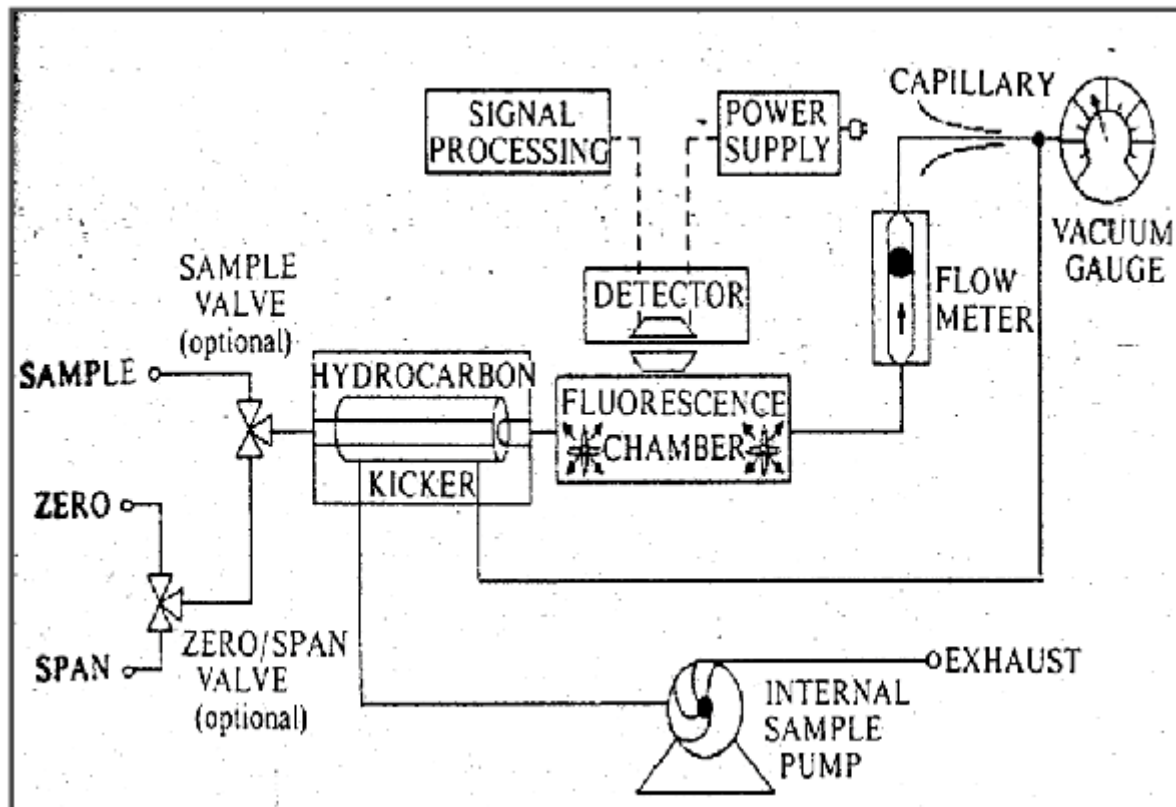 SIGNAL
PROCESSING
POWER
SUPPLY
CAPILLARY
VACUUM
GAUGE
SAMPLE
VALVE
(optional)
DETECTOR
FLOW
METER
SAMPLE
HYDROCARBON
KICKER
FLUORESCENCE
CHAMBER
ZERO
SPAN
ZERO/SPAN
VALVE
(optional)
EXHAUST
INTERNAL
SAMPLE
PUMP